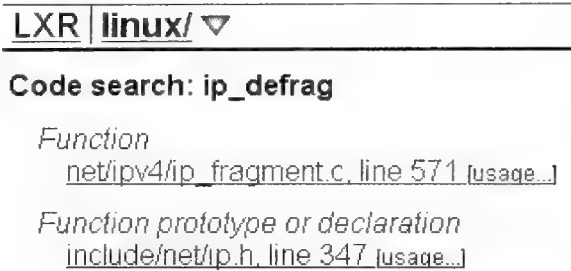 LXR | linux/ ▽
Code search: ip_defrag
Function
net/ipv4/ip_fragment.c, line 571 [usage...]
Function prototype or declaration
include/net/ip.h, line 347 [usage...]